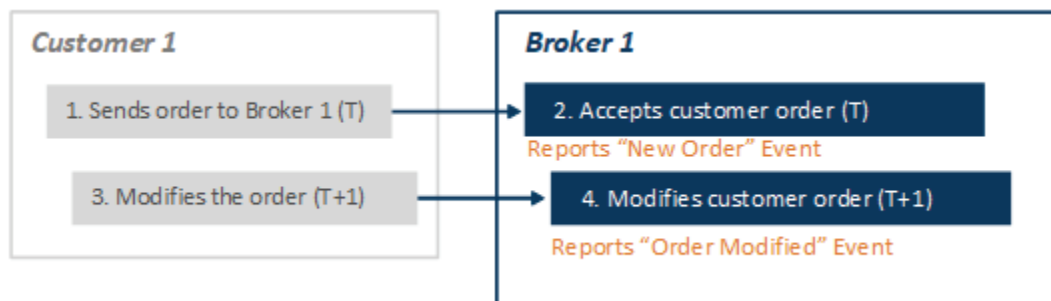 Customer 1
Broker 1
1. Sends order to Broker 1 (T)
2. Accepts customer order (T)
Reports “New Order” Event
3. Modifies the order (T+1)
4. Modifies customer order (T+1)
Reports “Order Modified” Event